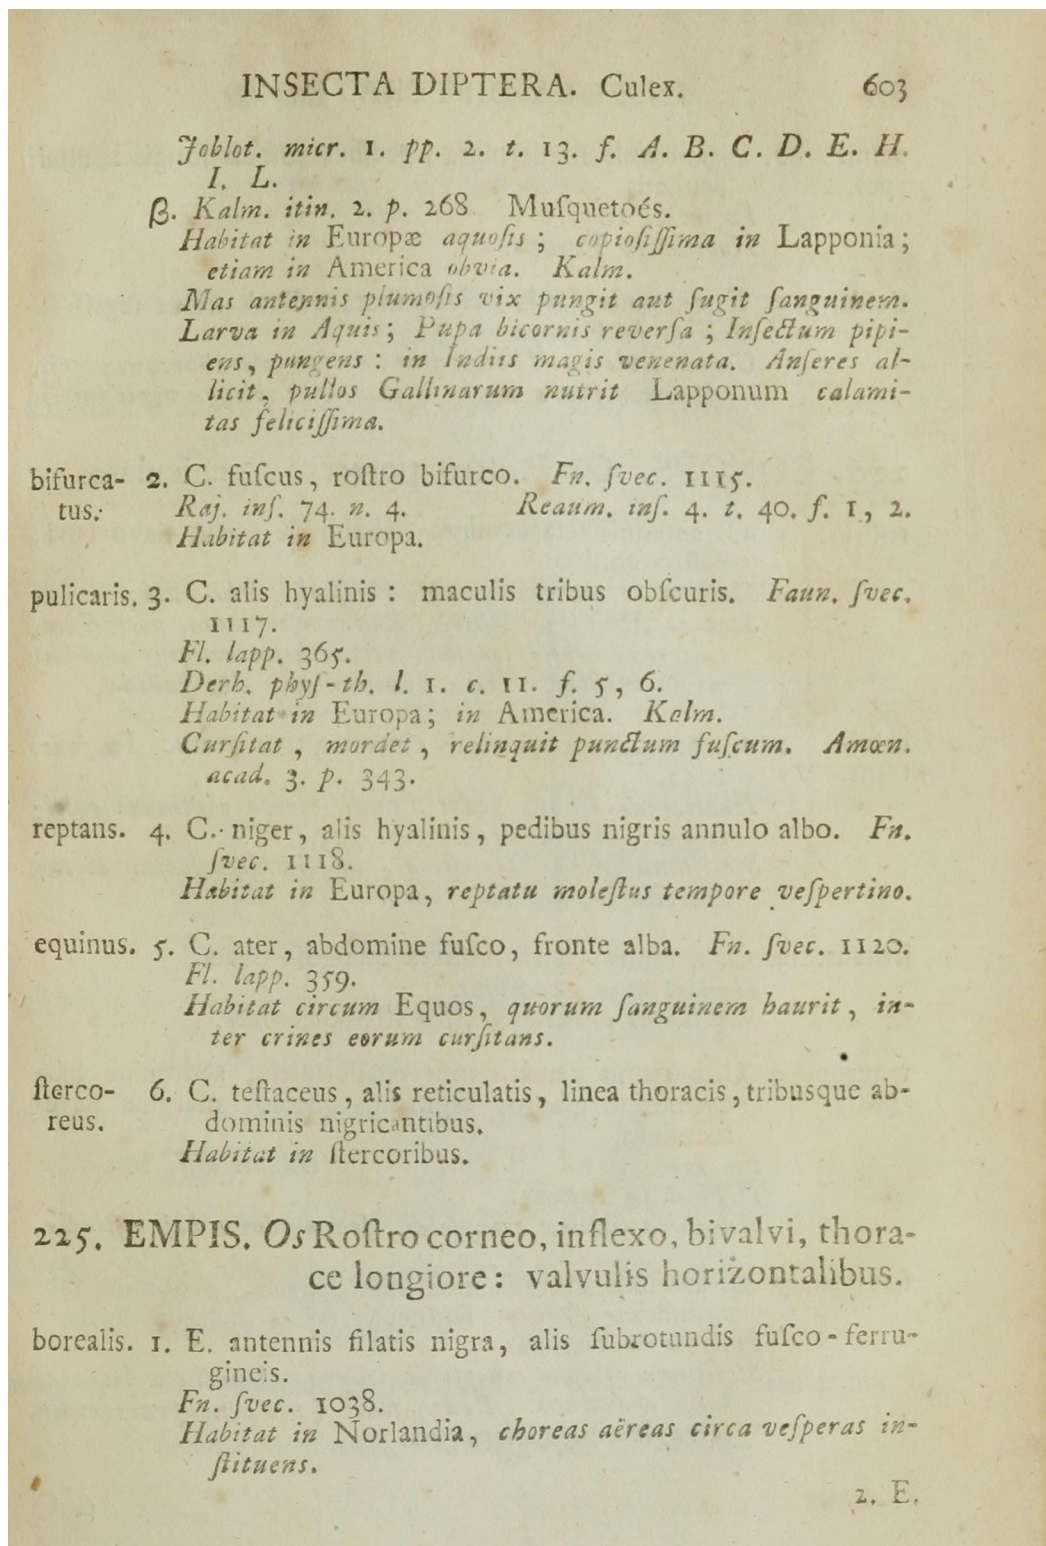 INSECTA DIPTERA. Culex. 603
Joblot. micr. 1. pp. 2. t. 13. f. A. B. C. D. E. H.
I. L.
β. Kalm. itin. 2. p. 268 Muſquetoés.
Habitat in Europæ aquoſis ; copioſiſſima in Lapponia ;
etiam in America obvia. Kalm.
Mas antennis plumoſis vix pungit aut ſugit ſanguinem.
Larva in Aquis ; Pupa bicornis reverſa ; Inſectum pipi-
ens, pungens : in Indiis magis venenata. Anſeres al-
licit, pullos Gallinarum nutrit Lapponum calami-
tas feliciſſima.
bifurca- 2. C. fuſcus, roſtro bifurco. Fn. ſvec. 1115.
tus. Raj. inſ. 74. n. 4. Reaum. inſ. 4. t. 40. f. 1, 2.
Habitat in Europa.
pulicaris. 3. C. alis hyalinis : maculis tribus obſcuris. Faun. ſvec.
1117.
Fl. lapp. 365.
Derh. phyſ-th. l. 1. c. 11. f. 5, 6.
Habitat in Europa; in America. Kalm.
Curſitat, mordet, relinquit punctum fuſcum. Amœn.
acad. 3. p. 343.
reptans. 4. C. niger, alis hyalinis, pedibus nigris annulo albo. Fn.
ſvec. 1118.
Habitat in Europa, reptatu moleſtus tempore veſpertino.
equinus. 5. C. ater, abdomine fuſco, fronte alba. Fn. ſvec. 1120.
Fl. lapp. 359.
Habitat circum Equos, quorum ſanguinem haurit, in-
ter crines eorum curſitans.
ſterco- 6. C. teſtaceus, alis reticulatis, linea thoracis, tribusque ab-
reus. dominis nigricantibus.
Habitat in ſtercoribus.
225. EMPIS. Os Roſtro corneo, inflexo, bivalvi, thora-
ce longiore : valvulis horizontalibus.
borealis. 1. E. antennis filatis nigra, alis ſubrotundis fuſco-ferru-
gineis.
Fn. ſvec. 1038.
Habitat in Norlandia, choreas aëreas circa veſperas in-
ſtituens.
2. E.